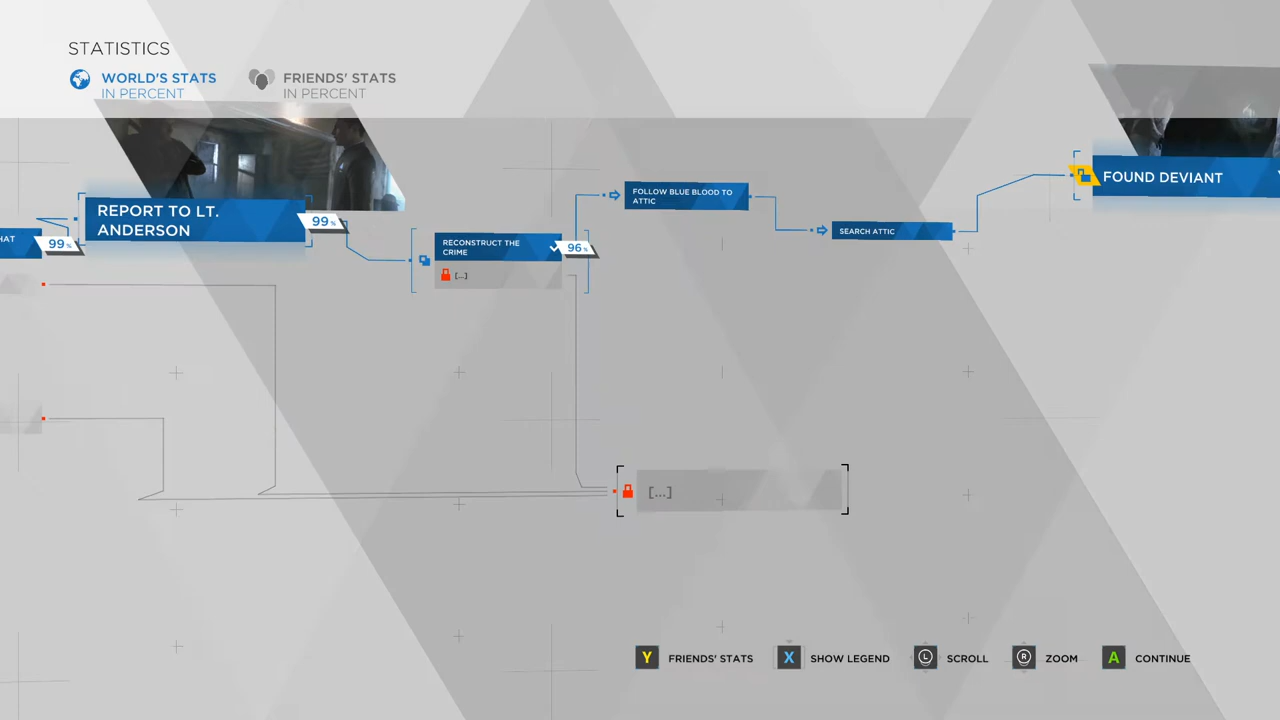 STATISTICS
WORLD'S STATS
IN PERCENT
FRIENDS' STATS
IN PERCENT
HAT
99%
REPORT TO LT.
ANDERSON
99%
RECONSTRUCT THE
CRIME
96%
[...]
FOLLOW BLUE BLOOD TO
ATTIC
SEARCH ATTIC
FOUND DEVIANT
[...]
Y FRIENDS' STATS
X SHOW LEGEND
L SCROLL
R ZOOM
A CONTINUE